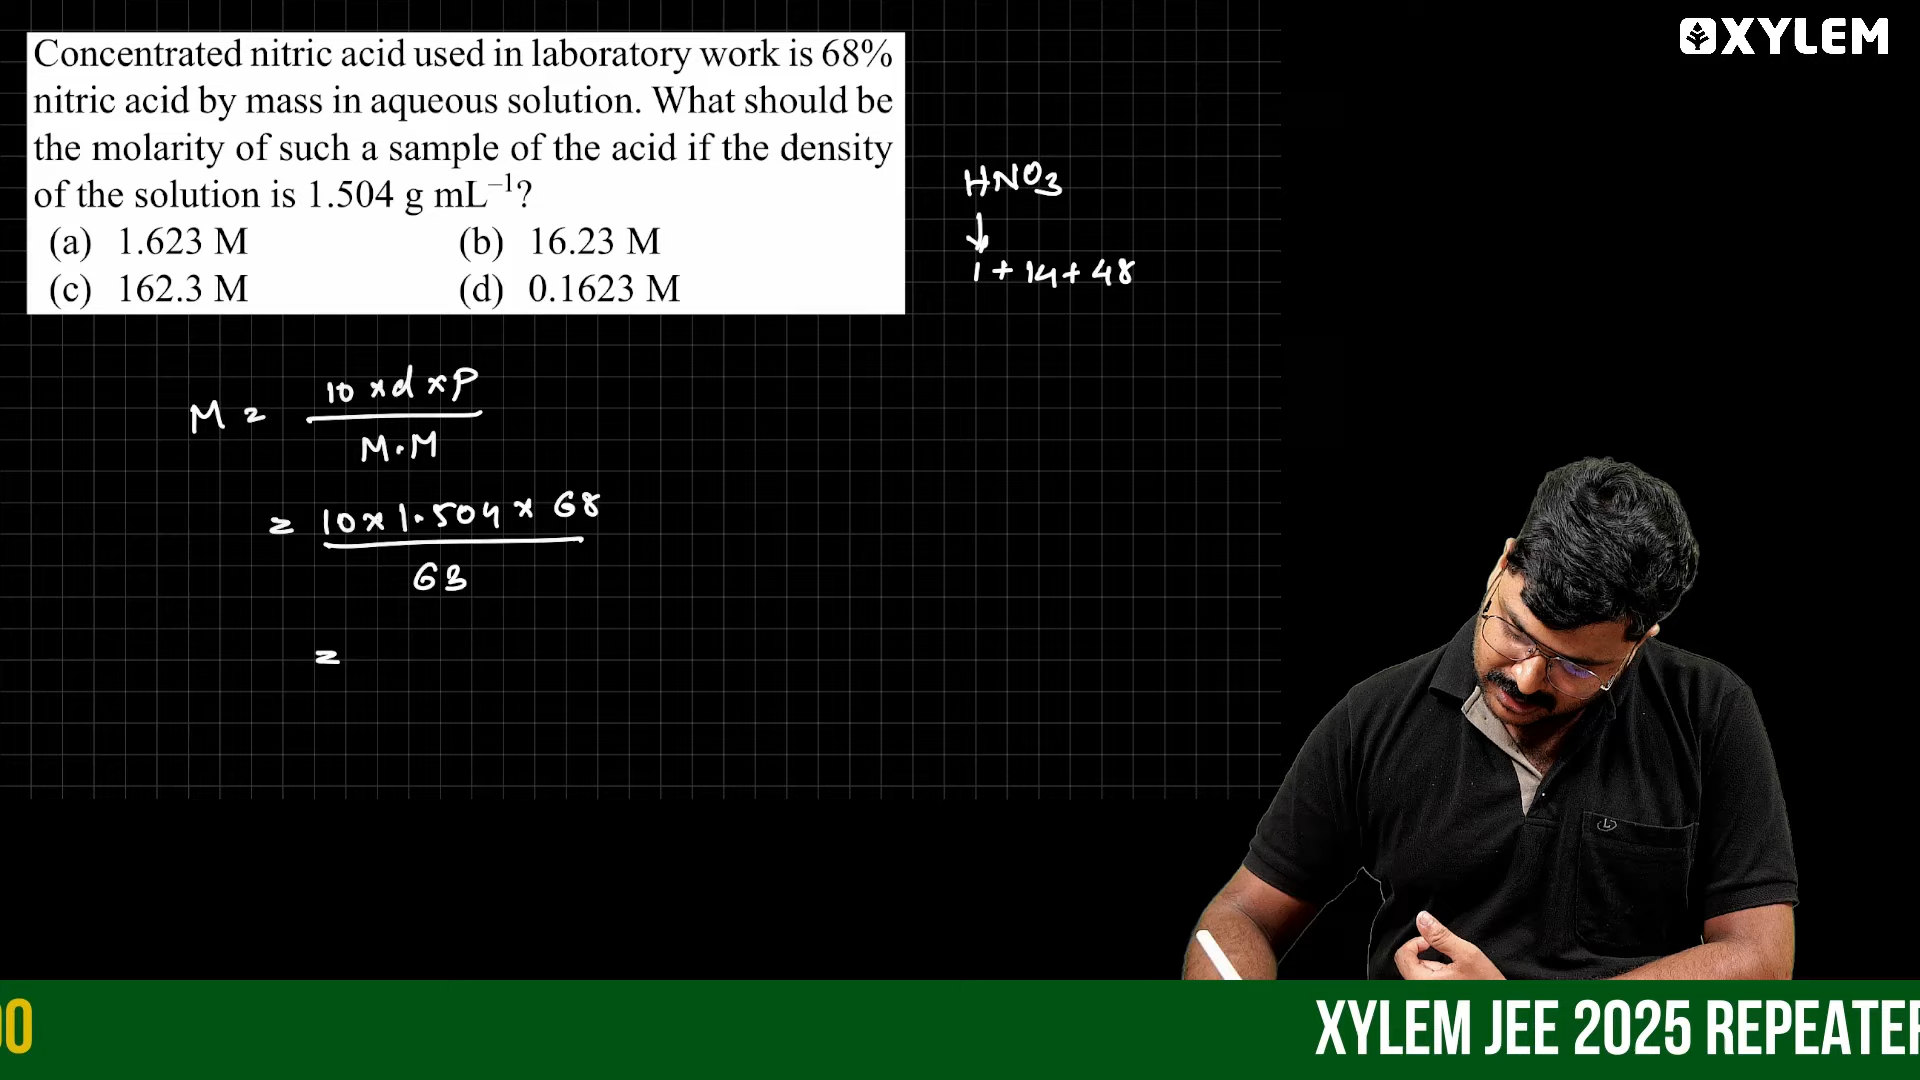 XYLEM
Concentrated nitric acid used in laboratory work is 68%
nitric acid by mass in aqueous solution. What should be
the molarity of such a sample of the acid if the density
of the solution is 1.504 g mL⁻¹?
(a) 1.623 M (b) 16.23 M
(c) 162.3 M (d) 0.1623 M
HNO3
↓
1 + 14 + 48
M = 10 × d × P
M.M
= 10 × 1.504 × 68
63
=
XYLEM JEE 2025 REPEATER